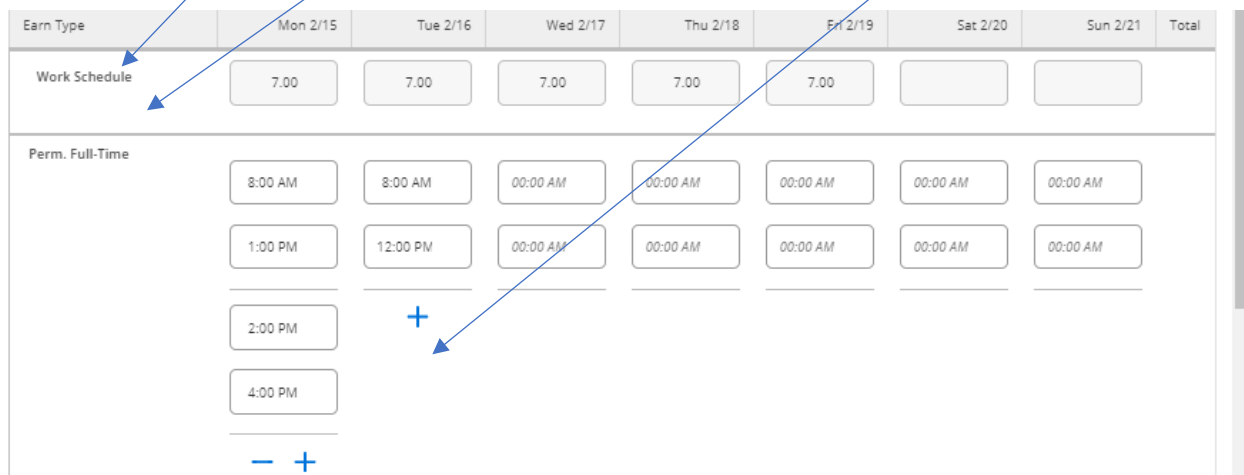 Earn Type Mon 2/15 Tue 2/16 Wed 2/17 Thu 2/18 Fri 2/19 Sat 2/20 Sun 2/21 Total
Work Schedule 7.00 7.00 7.00 7.00 7.00
Perm. Full-Time
8:00 AM 8:00 AM 00:00 AM 00:00 AM 00:00 AM 00:00 AM 00:00 AM
1:00 PM 12:00 PM 00:00 AM 00:00 AM 00:00 AM 00:00 AM 00:00 AM
2:00 PM
4:00 PM